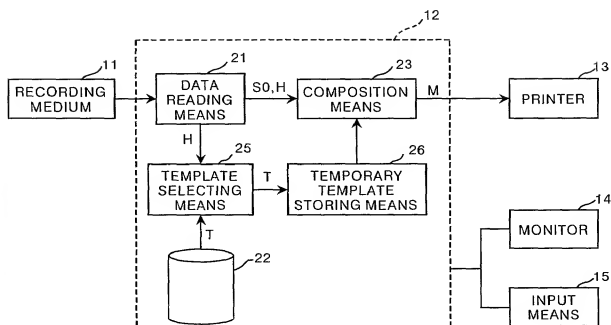 12
11
21
23
13
RECORDING
MEDIUM
DATA
READING
MEANS
S0,H
COMPOSITION
MEANS
M
PRINTER
H
25
26
TEMPLATE
SELECTING
MEANS
T
TEMPORARY
TEMPLATE
STORING MEANS
14
MONITOR
T
22
15
INPUT
MEANS